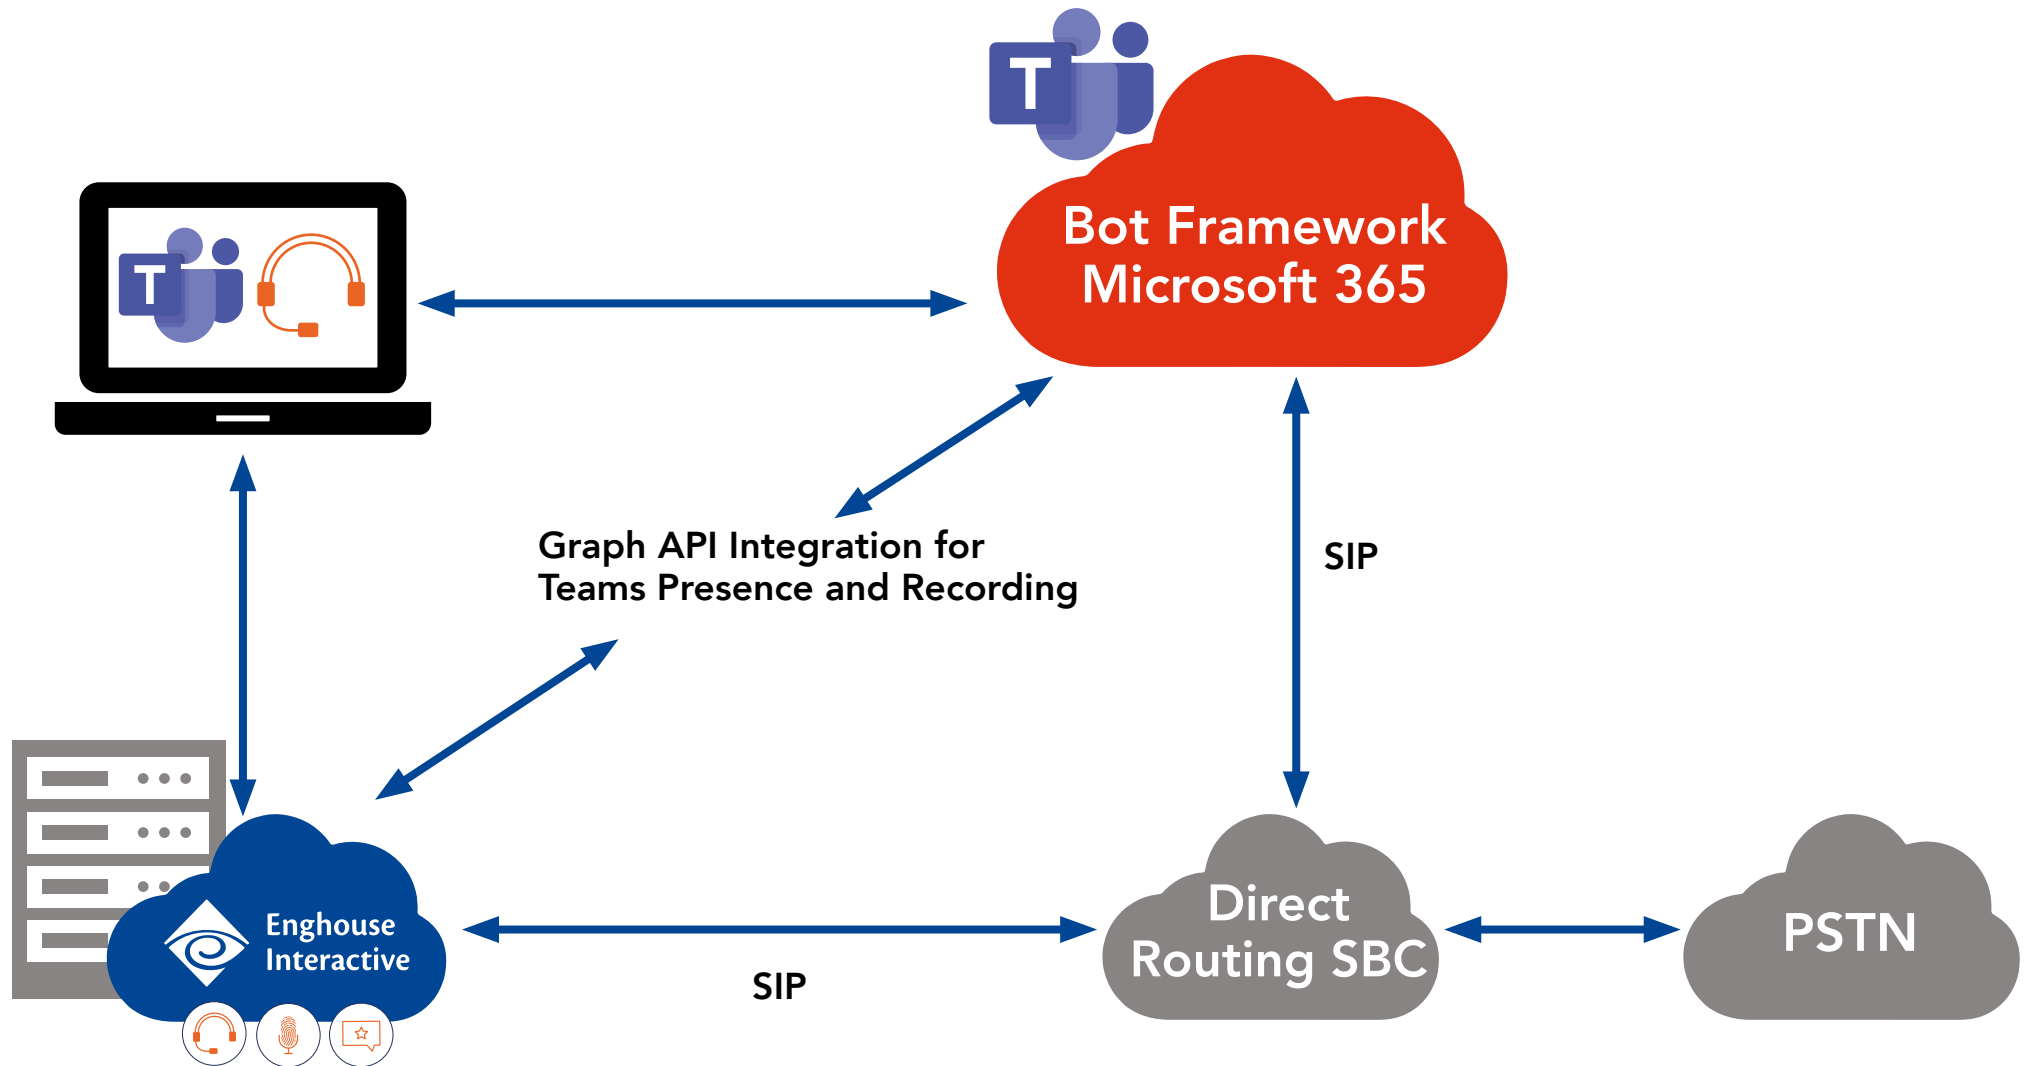 T
Bot Framework
Microsoft 365
T
Graph API Integration for
Teams Presence and Recording
SIP
Enghouse
Interactive
SIP
Direct
Routing SBC
PSTN